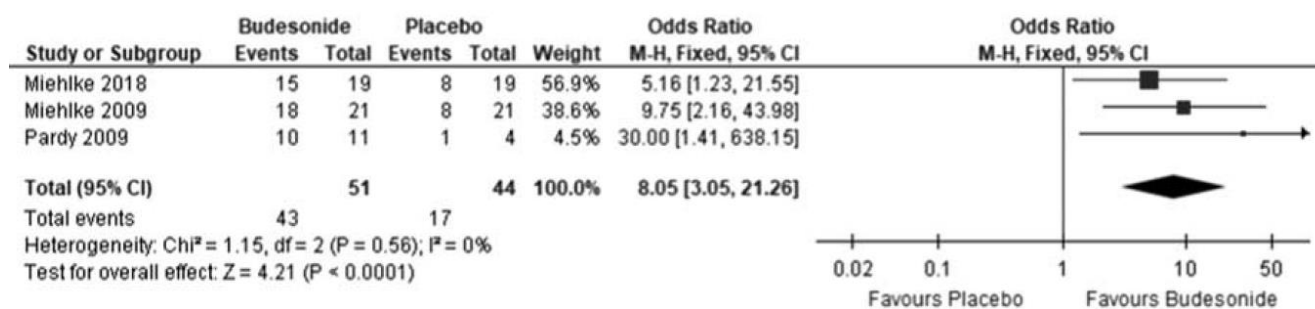 Budesonide Placebo Odds Ratio Odds Ratio
Study or Subgroup Events Total Events Total Weight M-H, Fixed, 95% CI M-H, Fixed, 95% CI
Miehlke 2018 15 19 8 19 56.9% 5.16 [1.23, 21.55]
Miehlke 2009 18 21 8 21 38.6% 9.75 [2.16, 43.98]
Pardy 2009 10 11 1 4 4.5% 30.00 [1.41, 638.15]
Total (95% CI) 51 44 100.0% 8.05 [3.05, 21.26]
Total events 43 17
Heterogeneity: Chi² = 1.15, df = 2 (P = 0.56); I² = 0%
Test for overall effect: Z = 4.21 (P < 0.0001)
0.02 0.1 1 10 50
Favours Placebo Favours Budesonide